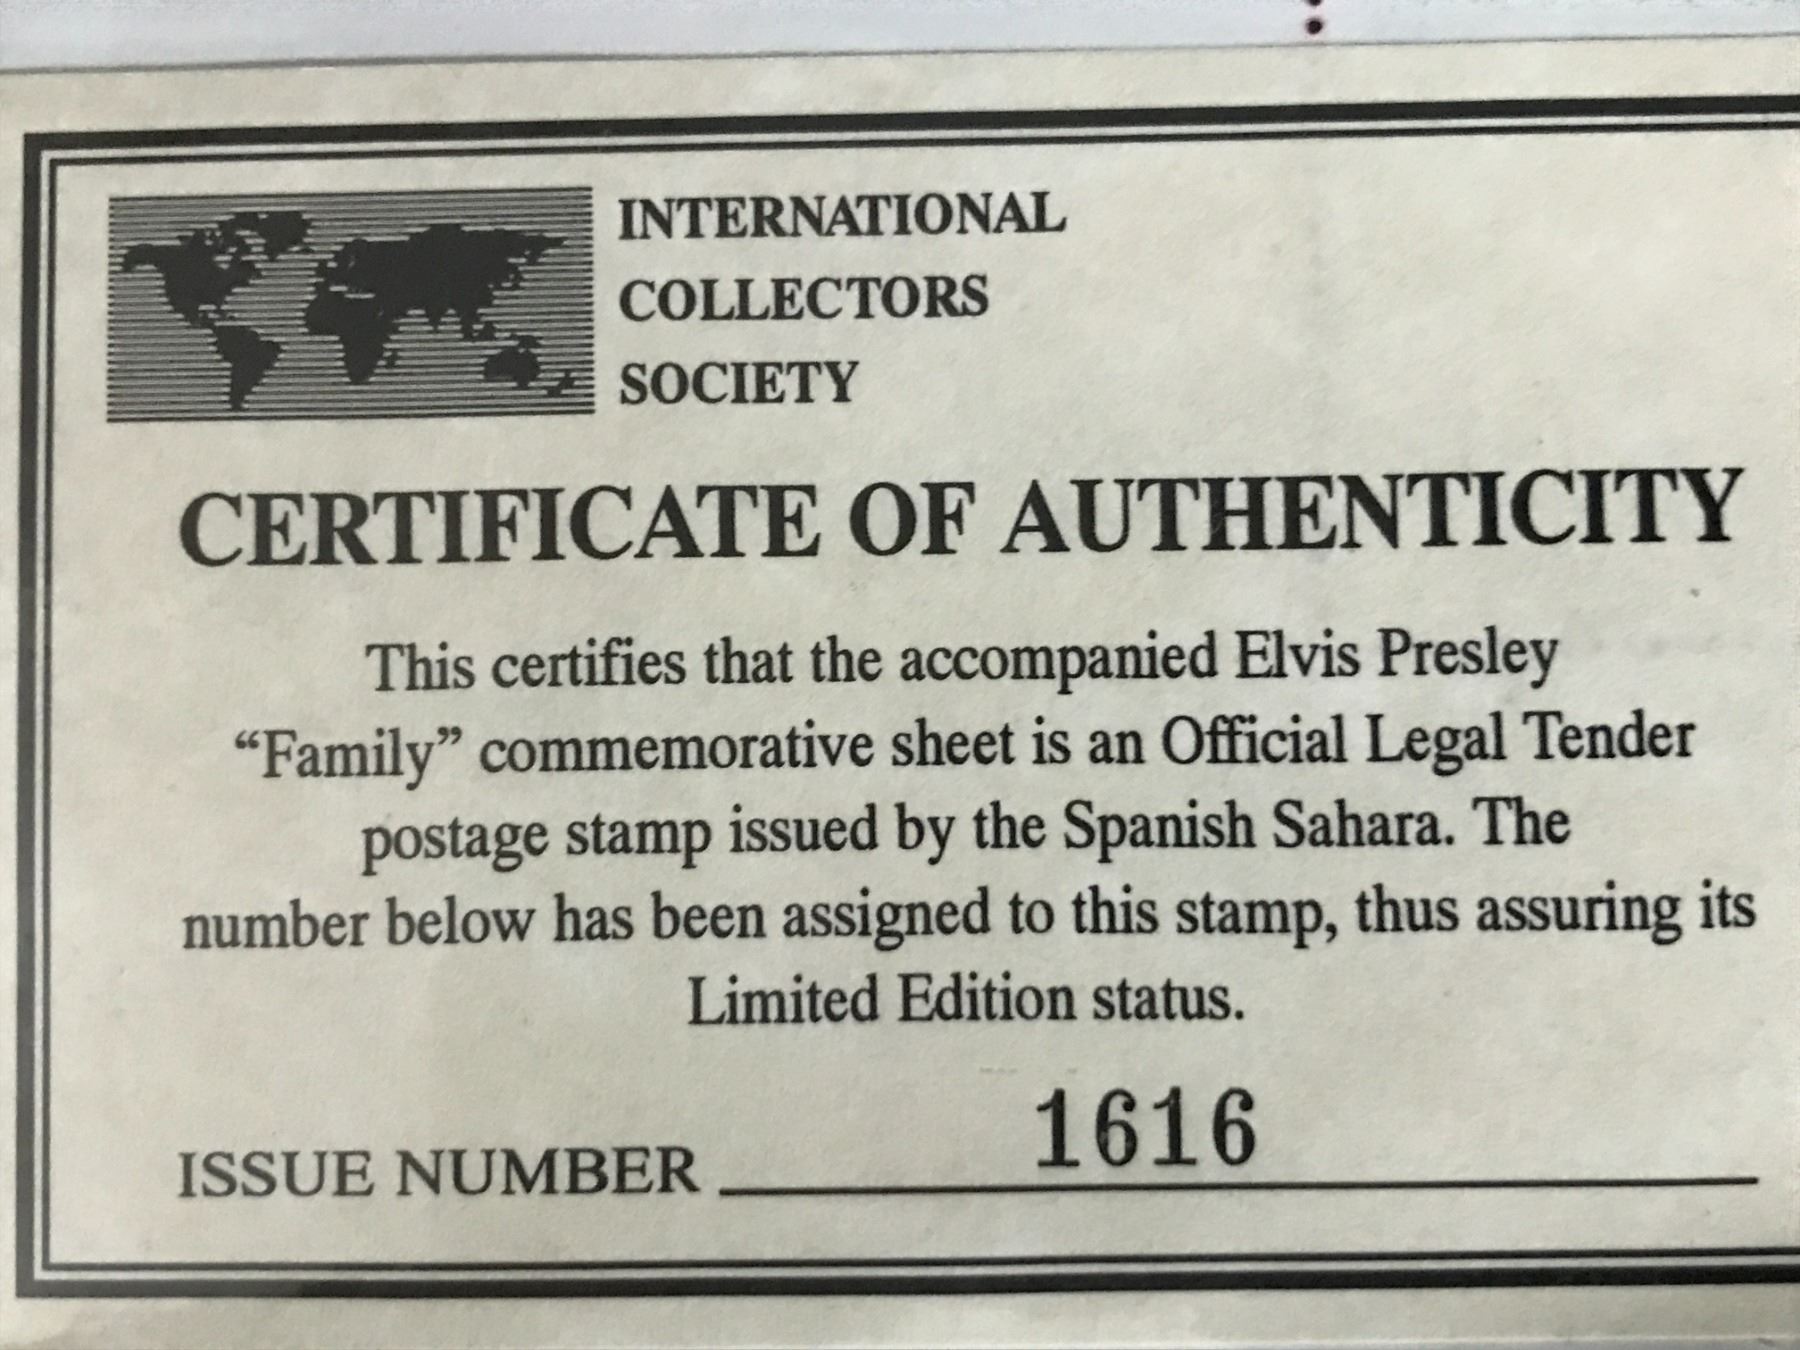 INTERNATIONAL
COLLECTORS
SOCIETY
CERTIFICATE OF AUTHENTICITY
This certifies that the accompanied Elvis Presley
“Family” commemorative sheet is an Official Legal Tender
postage stamp issued by the Spanish Sahara. The
number below has been assigned to this stamp, thus assuring its
Limited Edition status.
ISSUE NUMBER 1616